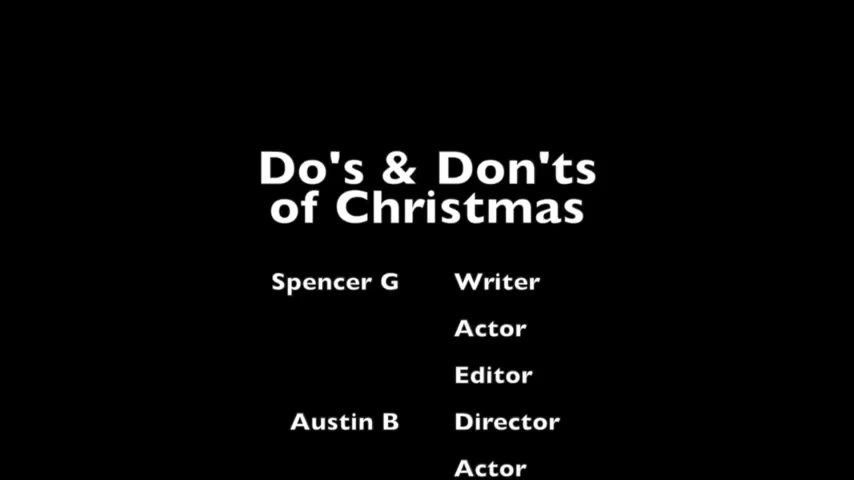 Do's & Don'ts
of Christmas
Spencer G Writer
Actor
Editor
Austin B Director
Actor